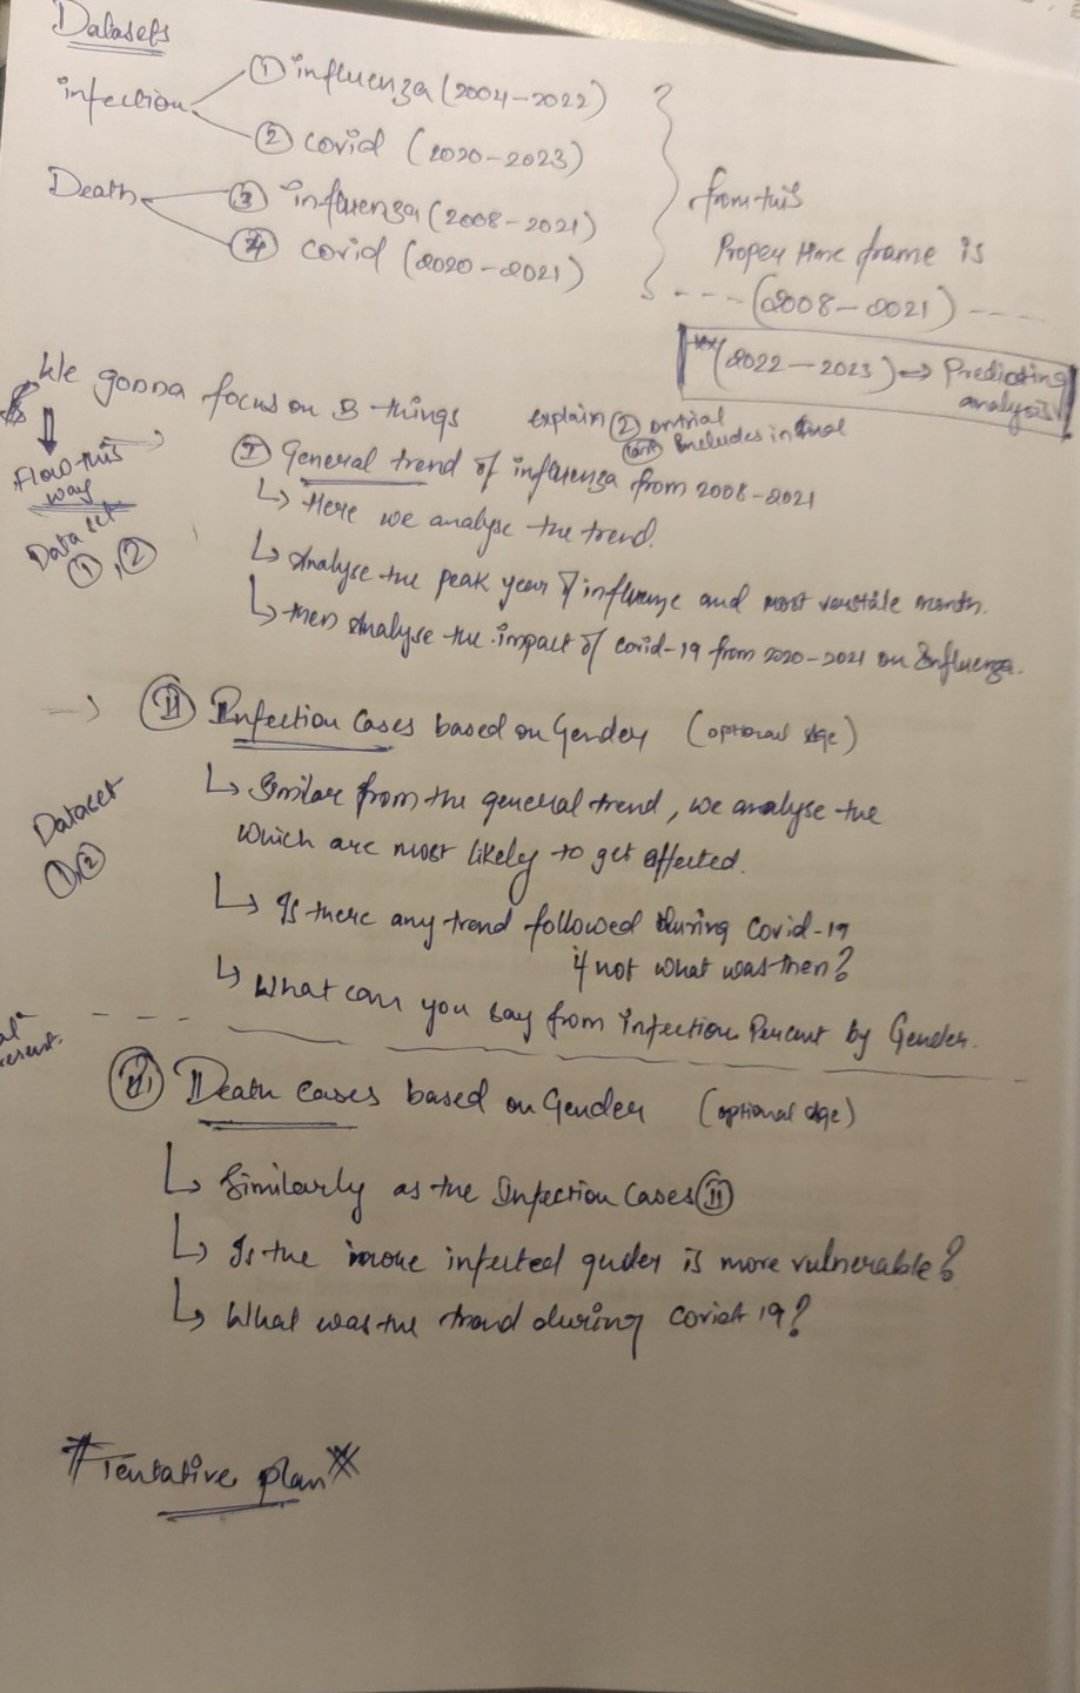 Datasets
infection
① influenza (2004-2022)
② covid (2020-2023)
Death
③ influenza (2008-2021)
④ covid (2020-2021)
from this
Proper time frame is
---- (2008-2021) ----
** (2022-2023) => Predicting
analysis
We gonna focus on 3 things
explain ②
includes in final
Flow this
way
Data set
①, ②
Ⓘ General trend of influenza from 2008-2021
↳ Here we analyse the trend.
↳ Analyse the peak year of influenze and most month.
↳ then Analyse the impact of covid-19 from 2020-2021 on Influenza.
→ Ⓘⓘ Infection Cases based on Gender (optional Age)
Dataset
①,②
↳ Similar from the general trend, we analyse the
which are most likely to get affected.
↳ Is there any trend followed during Covid-19
if not what was then?
↳ What can you say from infection Percent by Gender.
Death Cases based on Gender (optional Age)
↳ Similarly as the Infection Cases (II)
↳ Is the more infected gender is more vulnerable?
↳ What was the trend during Covid 19?
*Tentative plan*